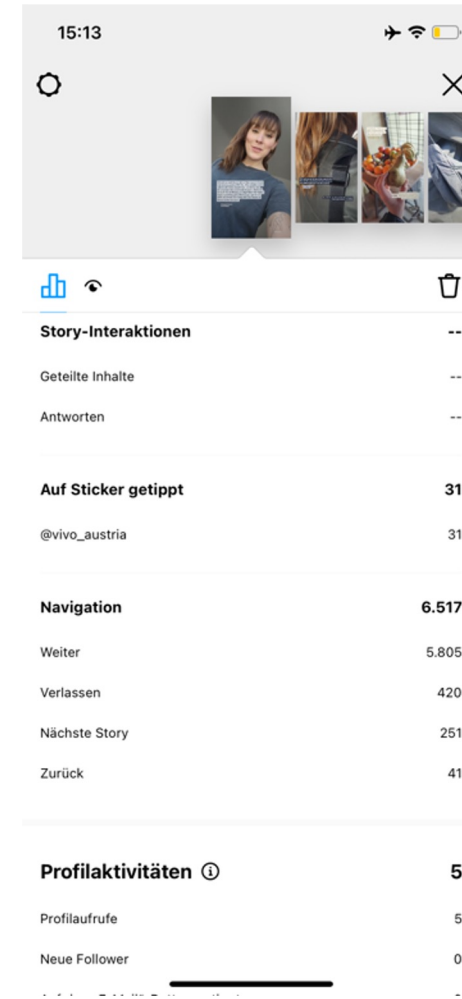 15:13
Story-Interaktionen --
Geteilte Inhalte --
Antworten --
Auf Sticker getippt 31
@vivo_austria 31
Navigation 6.517
Weiter 5.805
Verlassen 420
Nächste Story 251
Zurück 41
Profilaktivitäten 5
Profilaufrufe 5
Neue Follower 0